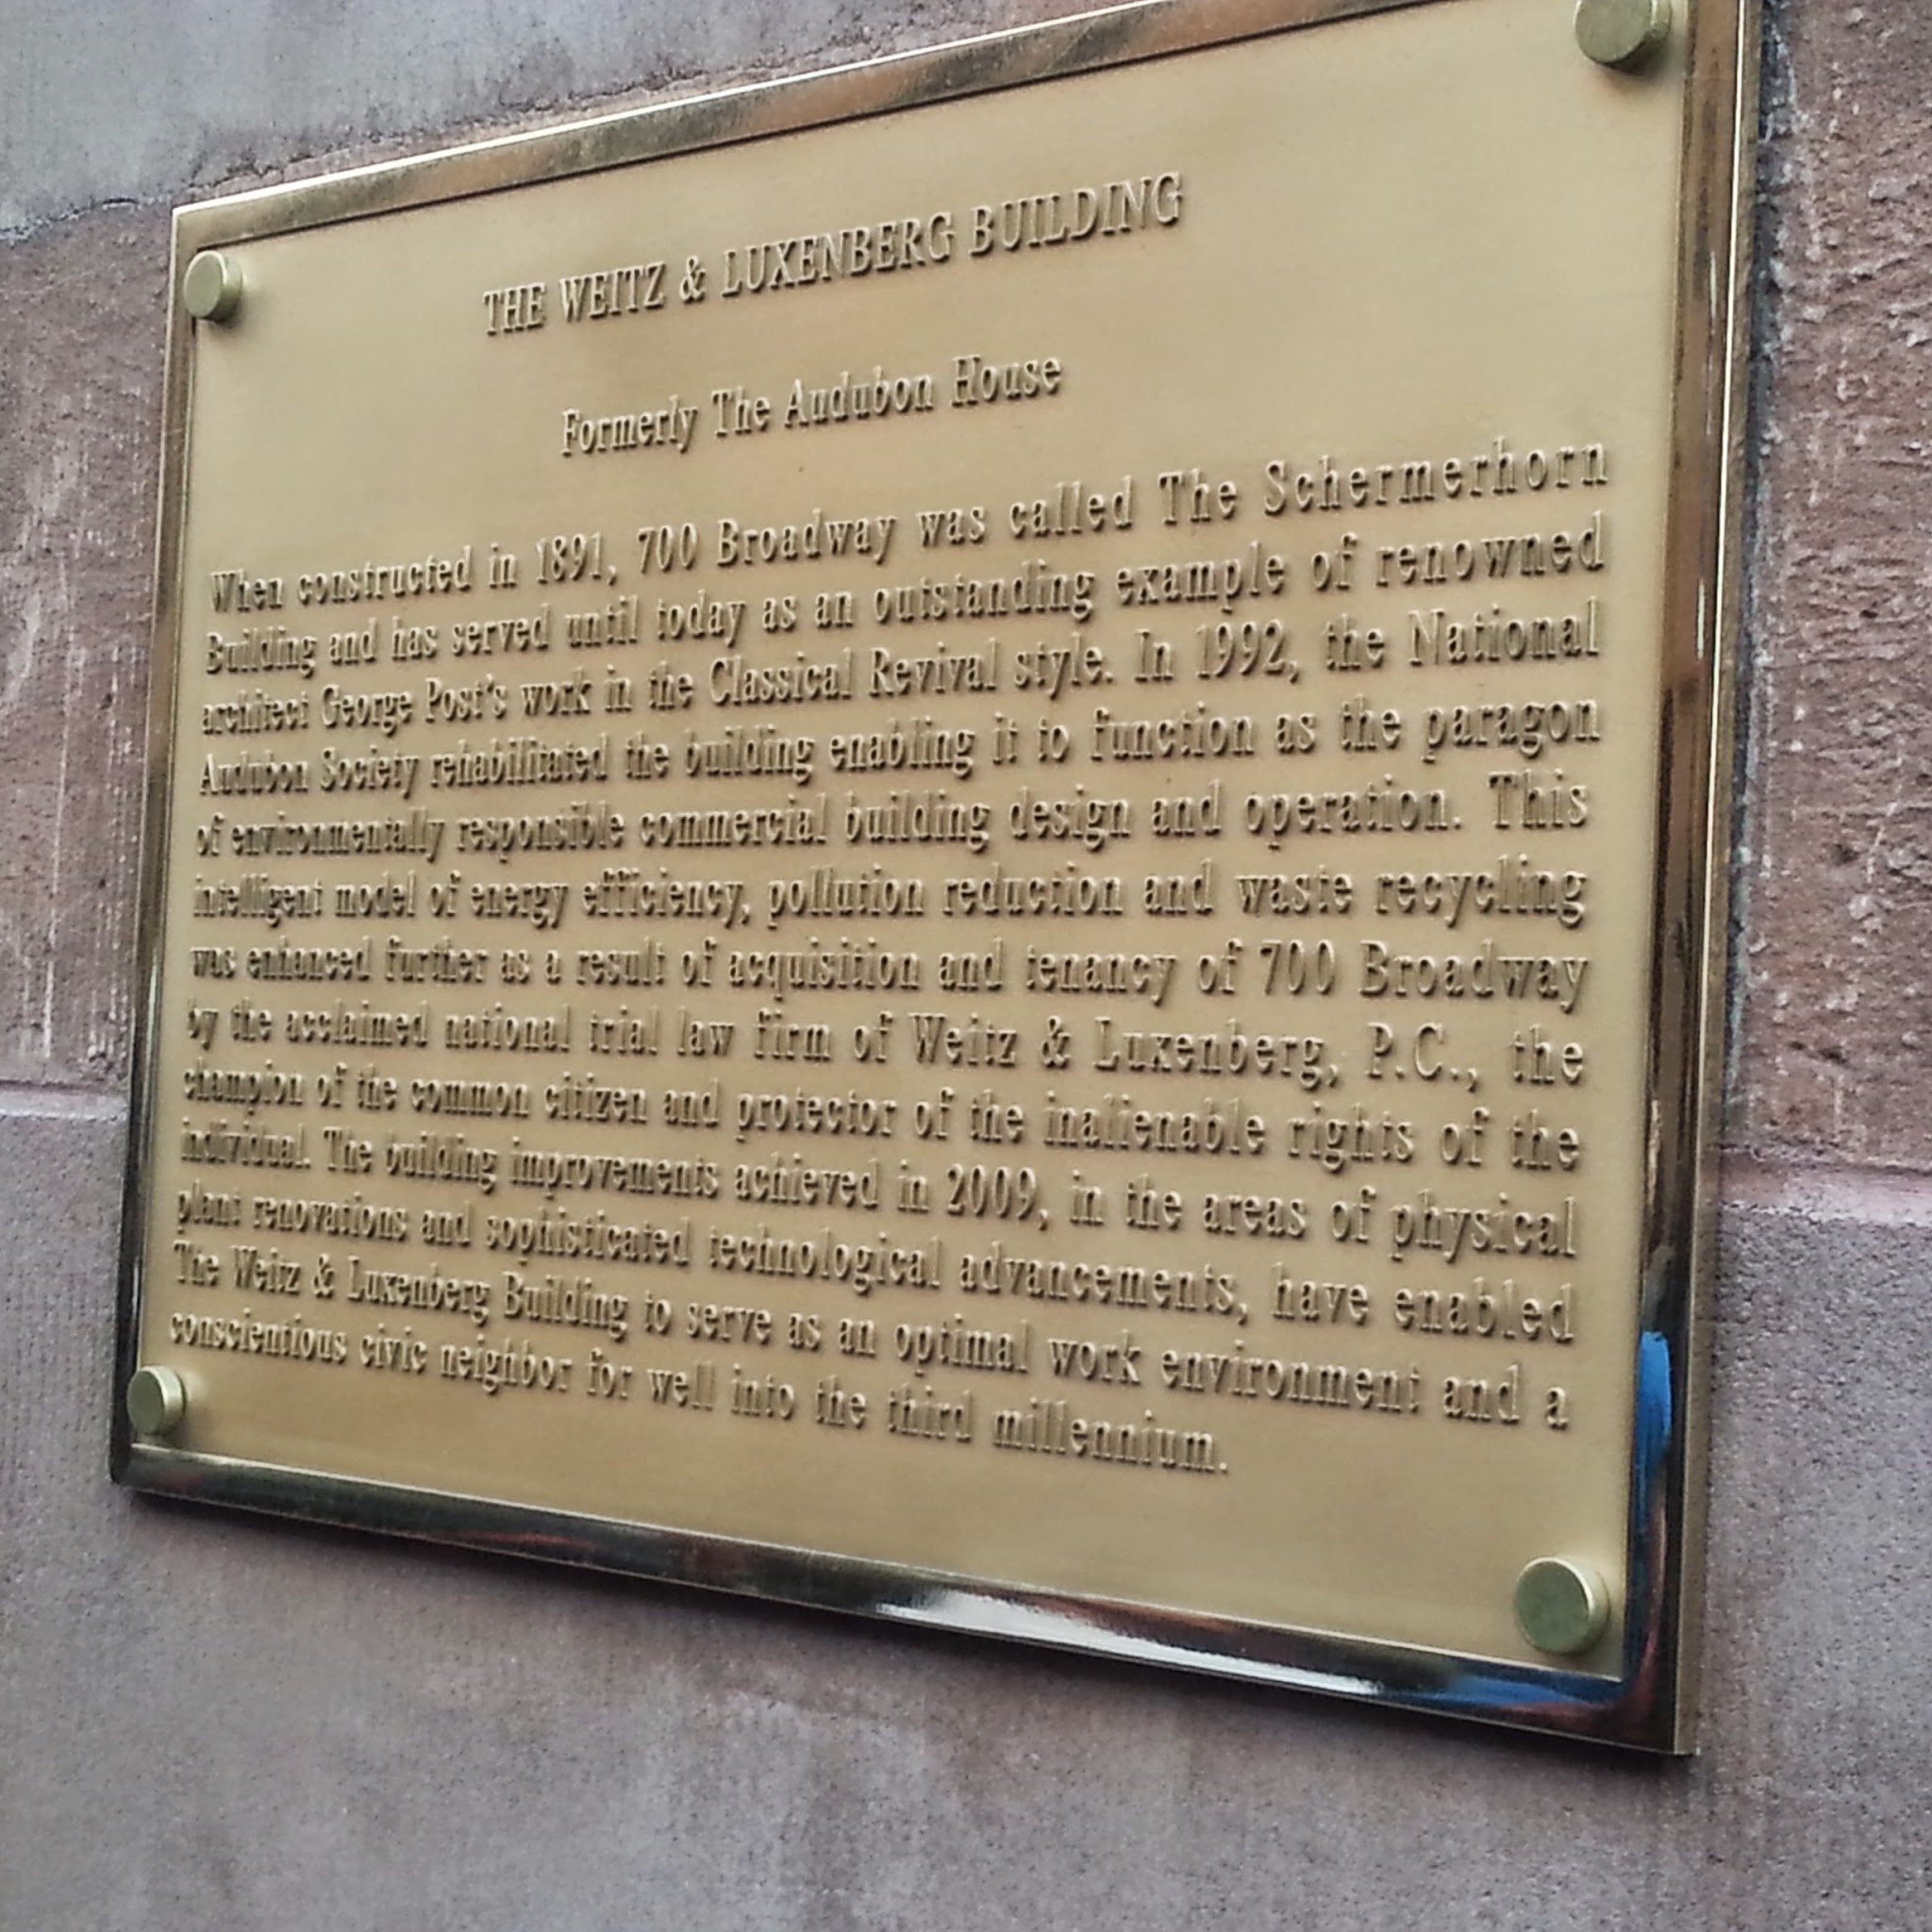 THE WEITZ & LUXENBERG BUILDING
Formerly The Audubon House
When constructed in 1891, 700 Broadway was called The Schermerhorn
Building and has served until today as an outstanding example of renowned
architect George Post's work in the Classical Revival style. In 1992, the National
Audubon Society rehabilitated the building enabling it to function as the paragon
of environmentally responsible commercial building design and operation. This
intelligent model of energy efficiency, pollution reduction and waste recycling
was enhanced further as a result of acquisition and tenancy of 700 Broadway
by the acclaimed national trial law firm of Weitz & Luxenberg, P.C., the
champion of the common citizen and protector of the inalienable rights of the
individual. The building improvements achieved in 2009, in the areas of physical
plant renovations and sophisticated technological advancements, have enabled
The Weitz & Luxenberg Building to serve as an optimal work environment and a
conscientious civic neighbor for well into the third millennium.